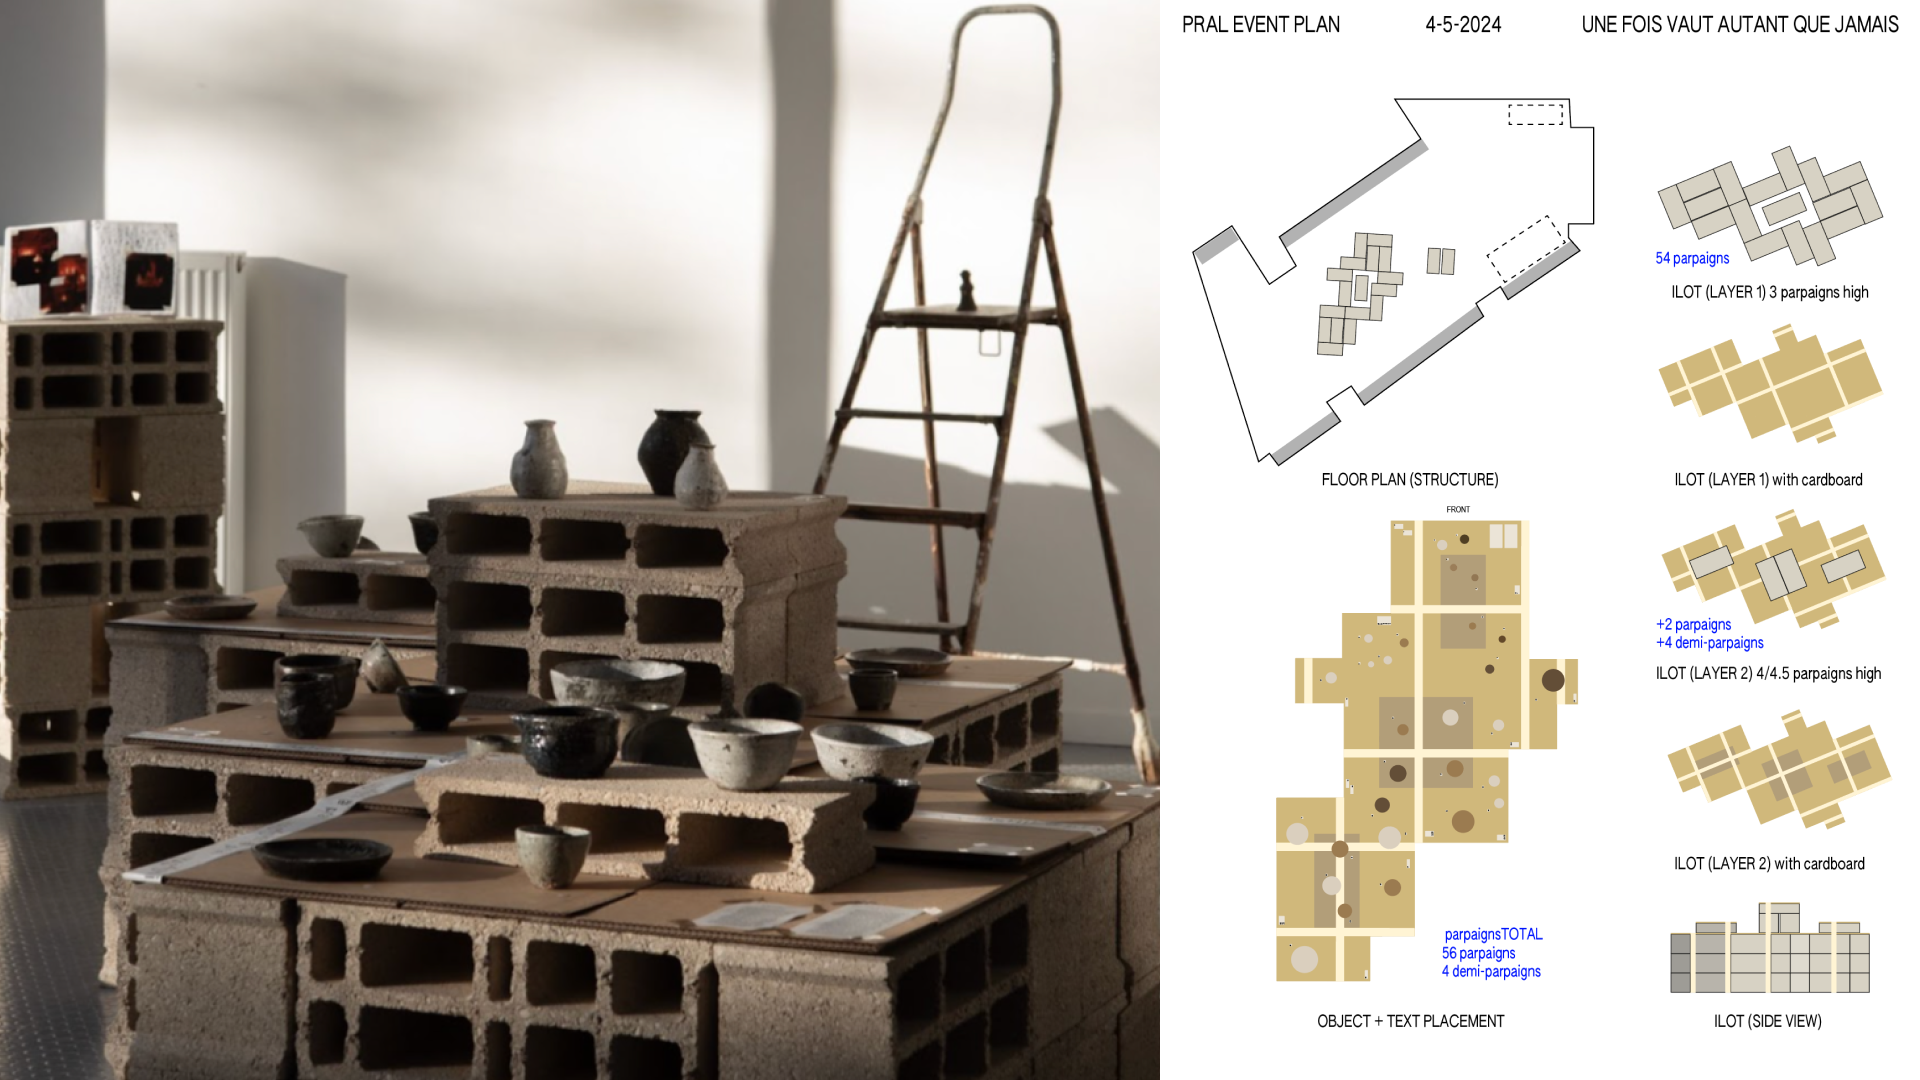 PRAL EVENT PLAN
4-5-2024
UNE FOIS VAUT AUTANT QUE JAMAIS
54 parpaigns
ILOT (LAYER 1) 3 parpaigns high
FLOOR PLAN (STRUCTURE)
ILOT (LAYER 1) with cardboard
FRONT
+2 parpaigns
+4 demi-parpaigns
ILOT (LAYER 2) 4/4.5 parpaigns high
ILOT (LAYER 2) with cardboard
parpaignsTOTAL
56 parpaigns
4 demi-parpaigns
OBJECT + TEXT PLACEMENT
ILOT (SIDE VIEW)